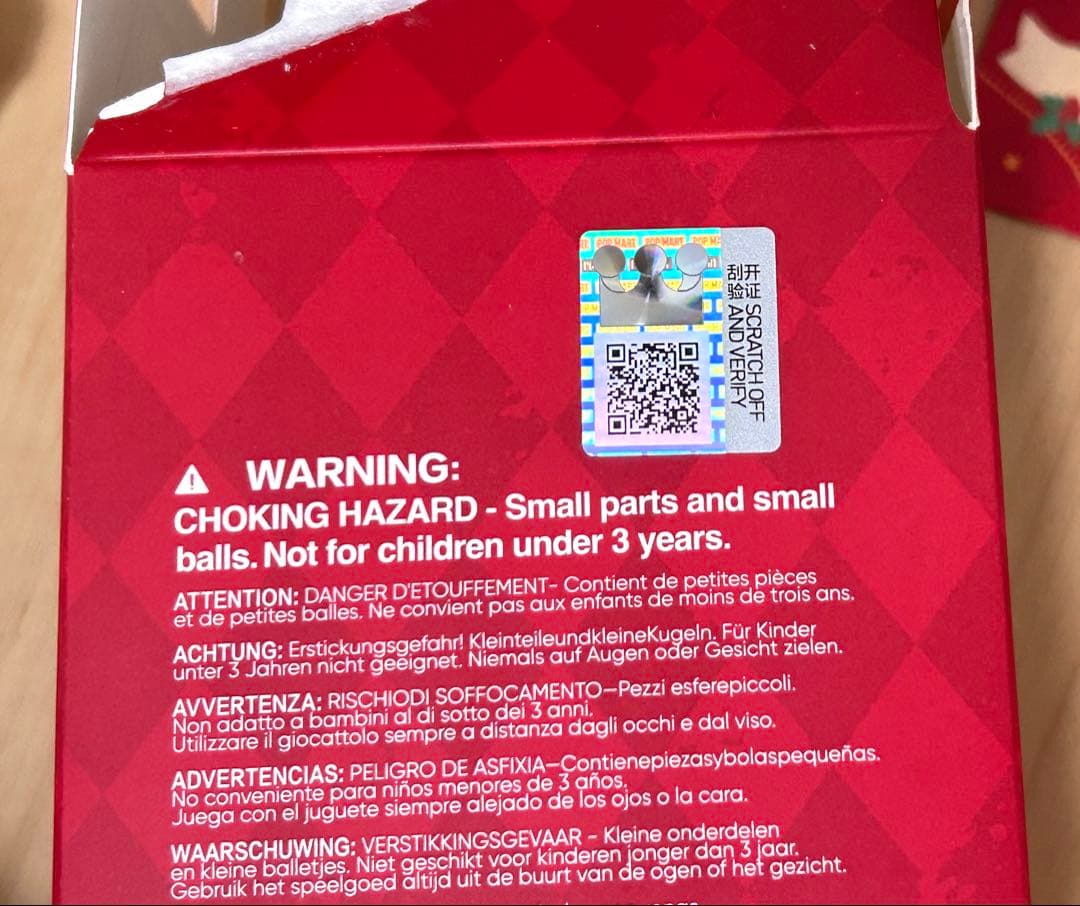 POP MART POP MART POP M
刮开
验证 SCRATCH OFF
AND VERIFY
WARNING:
CHOKING HAZARD - Small parts and small
balls. Not for children under 3 years.
ATTENTION: DANGER D'ETOUFFEMENT- Contient de petites pièces
et de petites balles. Ne convient pas aux enfants de moins de trois ans.
ACHTUNG: Erstickungsgefahr! KleinteileundkleineKugeln. Für Kinder
unter 3 Jahren nicht geeignet. Niemals auf Augen oder Gesicht zielen.
AVVERTENZA: RISCHIODI SOFFOCAMENTO–Pezzi esferepiccoli.
Non adatto a bambini al di sotto dei 3 anni.
Utilizzare il giocattolo sempre a distanza dagli occhi e dal viso.
ADVERTENCIAS: PELIGRO DE ASFIXIA–Contienepiezasybolaspequeñas.
No conveniente para niños menores de 3 años.
Juega con el juguete siempre alejado de los ojos o la cara.
WAARSCHUWING: VERSTIKKINGSGEVAAR - Kleine onderdelen
en kleine balletjes. Niet geschikt voor kinderen jonger dan 3 jaar.
Gebruik het speelgoed altijd uit de buurt van de ogen of het gezicht.